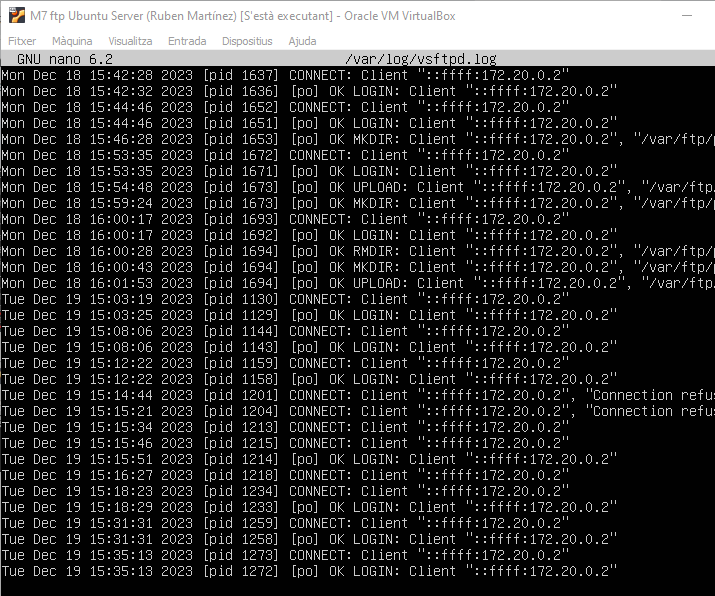 M7 ftp Ubuntu Server (Ruben Martínez) [S'està executant] - Oracle VM VirtualBox
Fitxer Màquina Visualitza Entrada Dispositius Ajuda
GNU nano 6.2 /var/log/vsftpd.log
Mon Dec 18 15:42:28 2023 [pid 1637] CONNECT: Client "::ffff:172.20.0.2"
Mon Dec 18 15:42:32 2023 [pid 1636] [po] OK LOGIN: Client "::ffff:172.20.0.2"
Mon Dec 18 15:44:46 2023 [pid 1652] CONNECT: Client "::ffff:172.20.0.2"
Mon Dec 18 15:44:46 2023 [pid 1651] [po] OK LOGIN: Client "::ffff:172.20.0.2"
Mon Dec 18 15:46:28 2023 [pid 1653] [po] OK MKDIR: Client "::ffff:172.20.0.2", "/var/ftp/p
Mon Dec 18 15:53:35 2023 [pid 1672] CONNECT: Client "::ffff:172.20.0.2"
Mon Dec 18 15:53:35 2023 [pid 1671] [po] OK LOGIN: Client "::ffff:172.20.0.2"
Mon Dec 18 15:54:48 2023 [pid 1673] [po] OK UPLOAD: Client "::ffff:172.20.0.2", "/var/ftp/
Mon Dec 18 15:59:24 2023 [pid 1673] [po] OK MKDIR: Client "::ffff:172.20.0.2", "/var/ftp/p
Mon Dec 18 16:00:17 2023 [pid 1693] CONNECT: Client "::ffff:172.20.0.2"
Mon Dec 18 16:00:17 2023 [pid 1692] [po] OK LOGIN: Client "::ffff:172.20.0.2"
Mon Dec 18 16:00:28 2023 [pid 1694] [po] OK RMDIR: Client "::ffff:172.20.0.2", "/var/ftp/p
Mon Dec 18 16:00:43 2023 [pid 1694] [po] OK MKDIR: Client "::ffff:172.20.0.2", "/var/ftp/p
Mon Dec 18 16:01:53 2023 [pid 1694] [po] OK UPLOAD: Client "::ffff:172.20.0.2", "/var/ftp/
Tue Dec 19 15:03:19 2023 [pid 1130] CONNECT: Client "::ffff:172.20.0.2"
Tue Dec 19 15:03:25 2023 [pid 1129] [po] OK LOGIN: Client "::ffff:172.20.0.2"
Tue Dec 19 15:08:06 2023 [pid 1144] CONNECT: Client "::ffff:172.20.0.2"
Tue Dec 19 15:08:06 2023 [pid 1143] [po] OK LOGIN: Client "::ffff:172.20.0.2"
Tue Dec 19 15:12:22 2023 [pid 1159] CONNECT: Client "::ffff:172.20.0.2"
Tue Dec 19 15:12:22 2023 [pid 1158] [po] OK LOGIN: Client "::ffff:172.20.0.2"
Tue Dec 19 15:14:44 2023 [pid 1201] CONNECT: Client "::ffff:172.20.0.2", "Connection refus
Tue Dec 19 15:15:21 2023 [pid 1204] CONNECT: Client "::ffff:172.20.0.2", "Connection refus
Tue Dec 19 15:15:34 2023 [pid 1213] CONNECT: Client "::ffff:172.20.0.2"
Tue Dec 19 15:15:46 2023 [pid 1215] CONNECT: Client "::ffff:172.20.0.2"
Tue Dec 19 15:15:51 2023 [pid 1214] [po] OK LOGIN: Client "::ffff:172.20.0.2"
Tue Dec 19 15:16:27 2023 [pid 1218] CONNECT: Client "::ffff:172.20.0.2"
Tue Dec 19 15:18:23 2023 [pid 1234] CONNECT: Client "::ffff:172.20.0.2"
Tue Dec 19 15:18:29 2023 [pid 1233] [po] OK LOGIN: Client "::ffff:172.20.0.2"
Tue Dec 19 15:31:31 2023 [pid 1259] CONNECT: Client "::ffff:172.20.0.2"
Tue Dec 19 15:31:31 2023 [pid 1258] [po] OK LOGIN: Client "::ffff:172.20.0.2"
Tue Dec 19 15:35:13 2023 [pid 1273] CONNECT: Client "::ffff:172.20.0.2"
Tue Dec 19 15:35:13 2023 [pid 1272] [po] OK LOGIN: Client "::ffff:172.20.0.2"